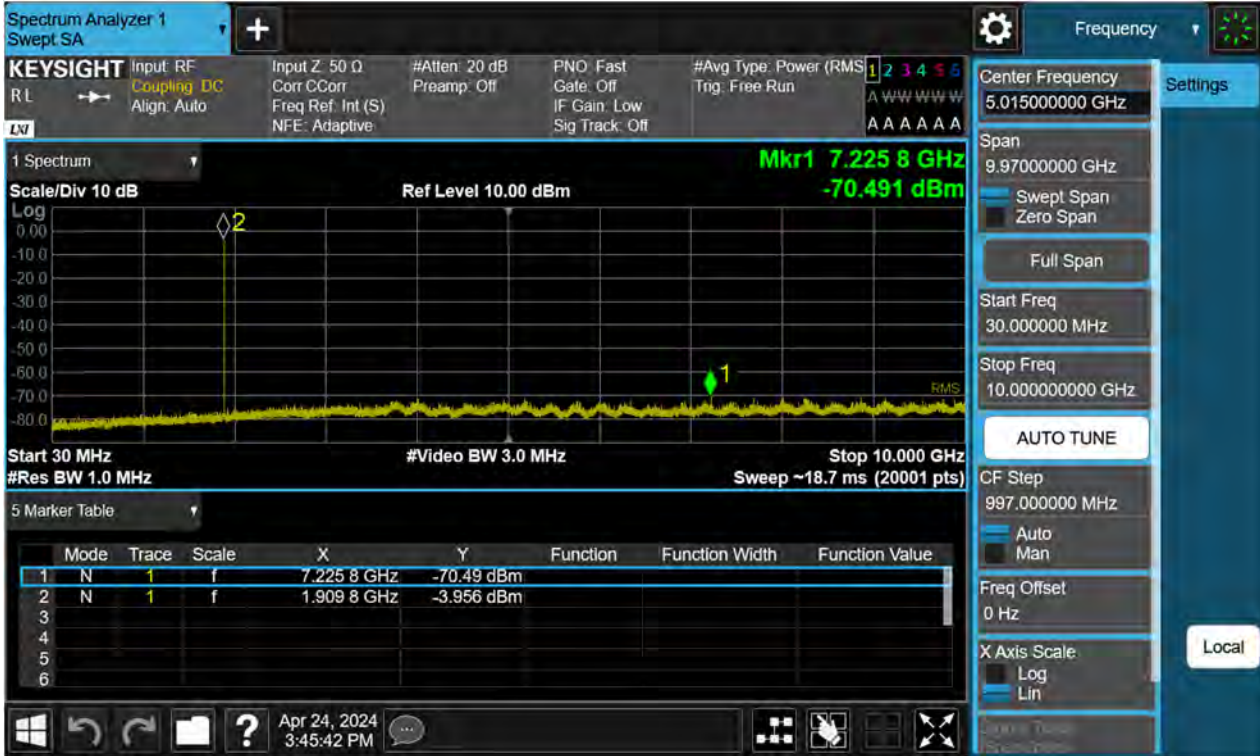 Spectrum Analyzer 1
Swept SA
+
Frequency
KEYSIGHT
RL
LXI
Input: RF
Coupling: DC
Align: Auto
Input Z: 50 Ω
Corr CCorr
Freq Ref: Int (S)
NFE: Adaptive
#Atten: 20 dB
Preamp: Off
PNO: Fast
Gate: Off
IF Gain: Low
Sig Track: Off
#Avg Type: Power (RMS
Trig: Free Run
1 2 3 4 5 6
A W W W W W
A A A A A A
1 Spectrum
Scale/Div 10 dB
Ref Level 10.00 dBm
Mkr1 7.225 8 GHz
-70.491 dBm
Log
0.00
-10.0
-20.0
-30.0
-40.0
-50.0
-60.0
-70.0
-80.0
2
1
RMS
Start 30 MHz
#Video BW 3.0 MHz
Stop 10.000 GHz
#Res BW 1.0 MHz
Sweep ~18.7 ms (20001 pts)
5 Marker Table
Mode Trace Scale X Y Function Function Width Function Value
1 N 1 f 7.225 8 GHz -70.49 dBm
2 N 1 f 1.909 8 GHz -3.956 dBm
3
4
5
6
?
Apr 24, 2024
3:45:42 PM
Center Frequency
5.015000000 GHz
Settings
Span
9.97000000 GHz
Swept Span
Zero Span
Full Span
Start Freq
30.000000 MHz
Stop Freq
10.000000000 GHz
AUTO TUNE
CF Step
997.000000 MHz
Auto
Man
Freq Offset
0 Hz
X Axis Scale
Log
Lin
Local